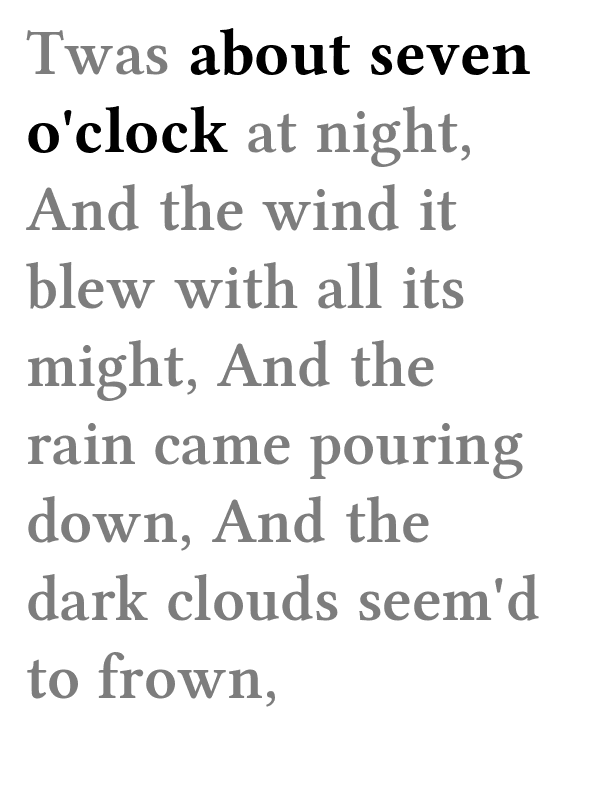 Twas about seven
o'clock at night,
And the wind it
blew with all its
might, And the
rain came pouring
down, And the
dark clouds seem'd
to frown,